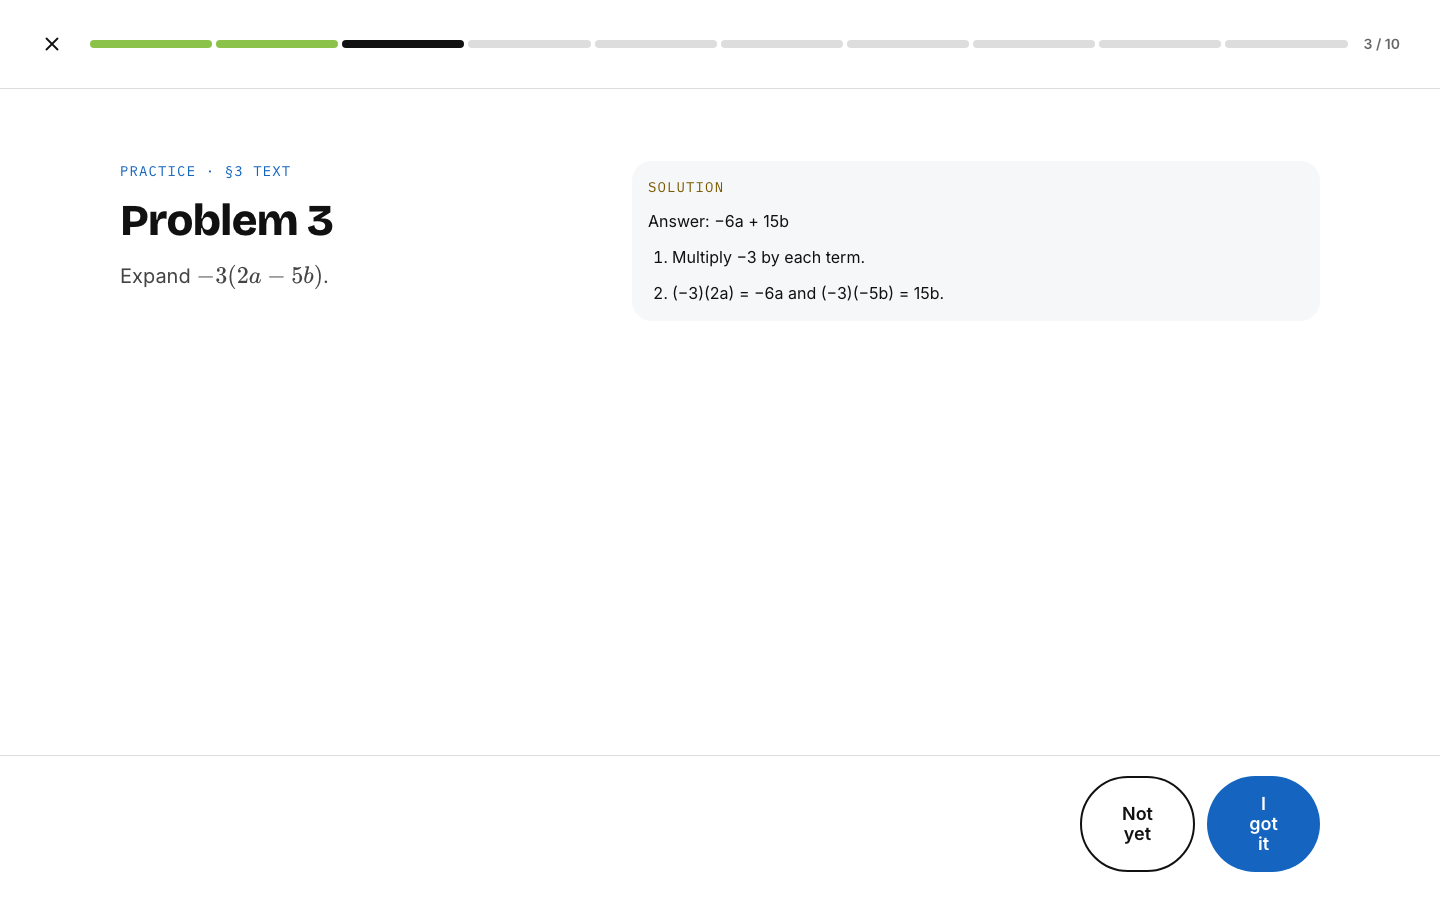 3 / 10
PRACTICE · §3 TEXT
Problem 3
Expand −3(2a − 5b).
SOLUTION
Answer: −6a + 15b
1. Multiply −3 by each term.
2. (−3)(2a) = −6a and (−3)(−5b) = 15b.
Not
yet
I
got
it